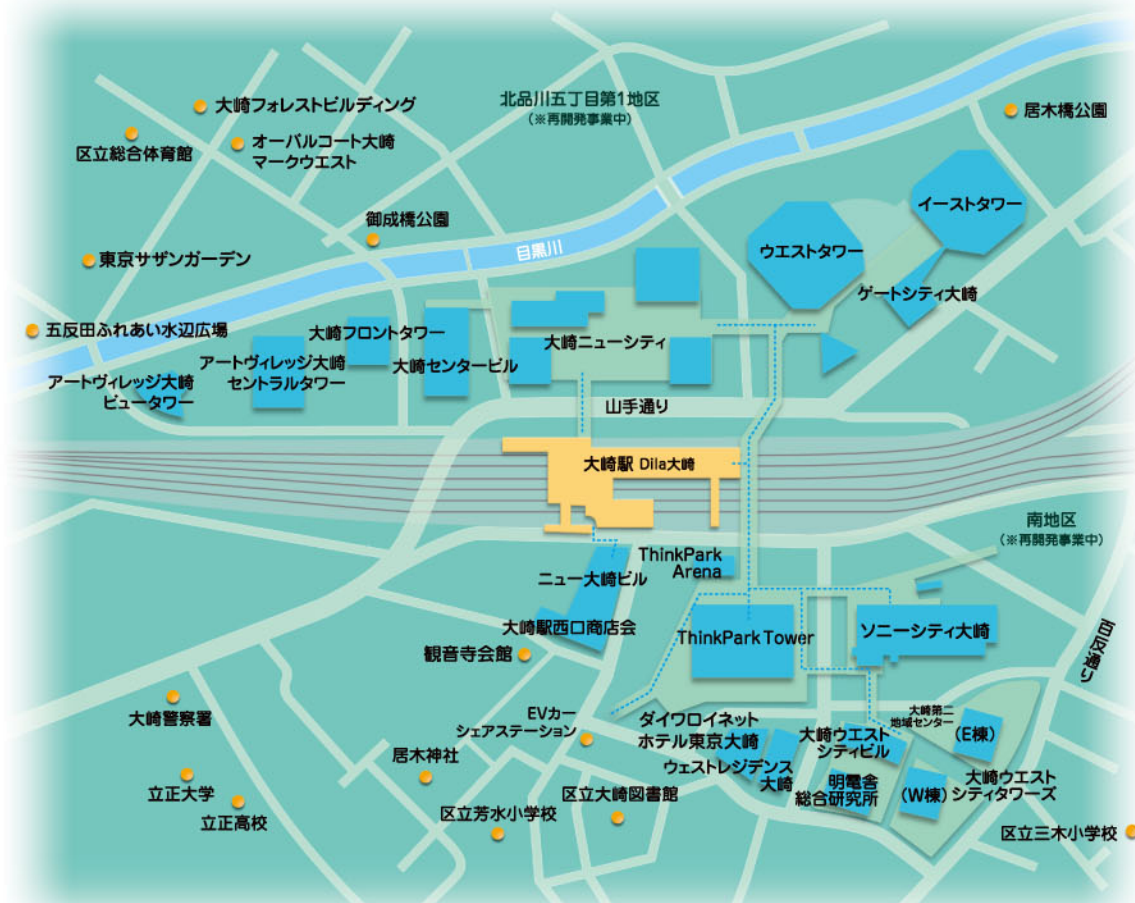 大崎フォレストビルディング
北品川五丁目第1地区
(※再開発事業中)
居木橋公園
区立総合体育館
オーバルコート大崎
マークウエスト
イーストタワー
御成橋公園
目黒川
ウエストタワー
東京サザンガーデン
ゲートシティ大崎
五反田ふれあい水辺広場
大崎フロントタワー
大崎ニューシティ
アートヴィレッジ大崎
セントラルタワー
大崎センタービル
アートヴィレッジ大崎
ビュータワー
山手通り
大崎駅 Dila大崎
南地区
(※再開発事業中)
ThinkPark
Arena
ニュー大崎ビル
大崎駅西口商店会
ThinkPark Tower
ソニーシティ大崎
百反通り
観音寺会館
大崎警察署
EVカー
シェアステーション
ダイワロイネット
ホテル東京大崎
大崎第二
地域センター
大崎ウエスト
シティビル
(E棟)
居木神社
ウェストレジデンス
大崎
立正大学
立正高校
区立芳水小学校
区立大崎図書館
明電舎
総合研究所
(W棟)
大崎ウエスト
シティタワーズ
区立三木小学校